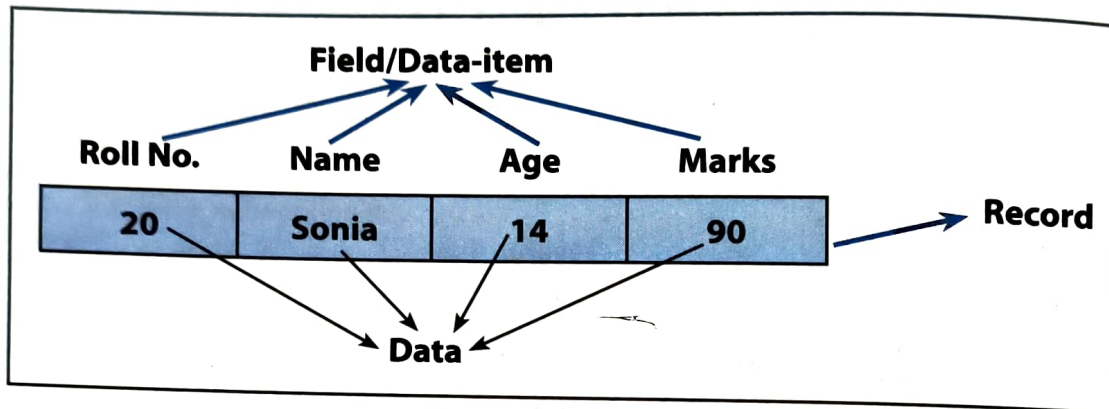 Field/Data-item
Roll No. Name Age Marks
20 Sonia 14 90
Record
Data